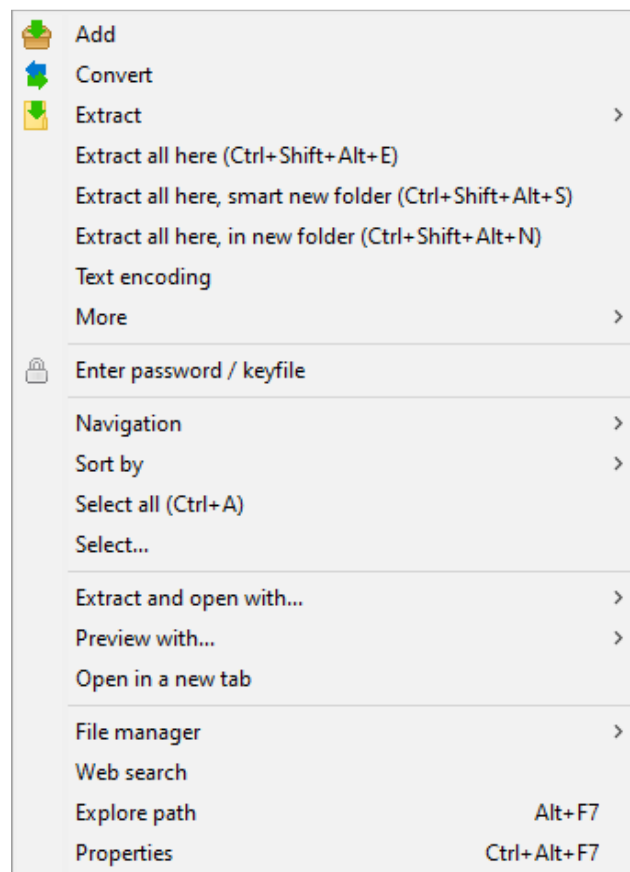 Add
Convert
Extract
Extract all here (Ctrl+Shift+Alt+E)
Extract all here, smart new folder (Ctrl+Shift+Alt+S)
Extract all here, in new folder (Ctrl+Shift+Alt+N)
Text encoding
More
Enter password / keyfile
Navigation
Sort by
Select all (Ctrl+A)
Select...
Extract and open with...
Preview with...
Open in a new tab
File manager
Web search
Explore path Alt+F7
Properties Ctrl+Alt+F7